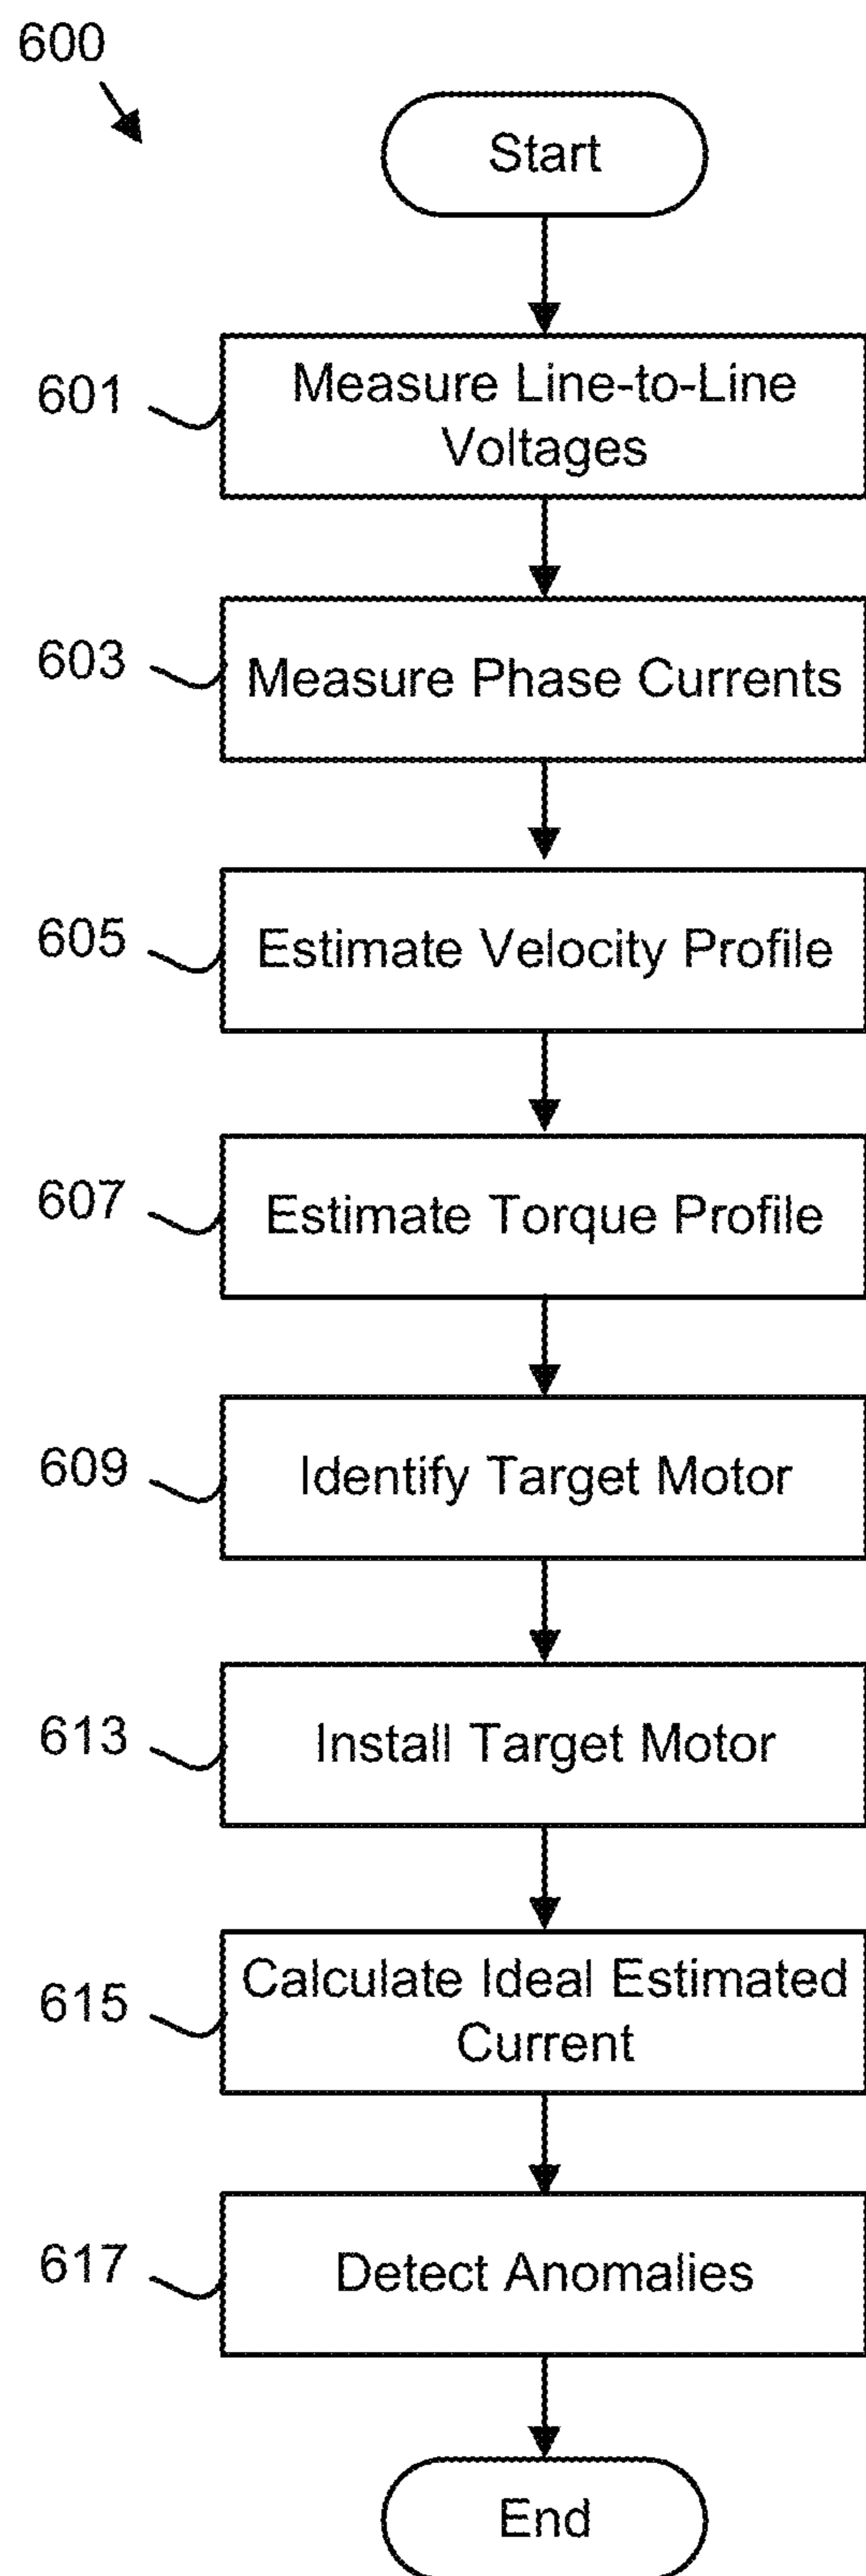 600
Start
601
Measure Line-to-Line
Voltages
603
Measure Phase Currents
605
Estimate Velocity Profile
607
Estimate Torque Profile
609
Identify Target Motor
613
Install Target Motor
615
Calculate Ideal Estimated
Current
617
Detect Anomalies
End